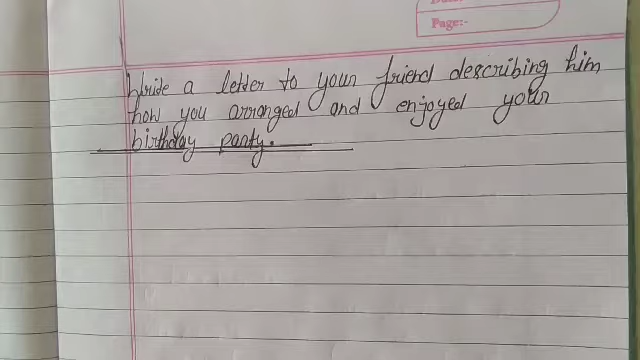 Page:-
Write a letter to your friend describing him
how you arranged and enjoyed your
birthday party.